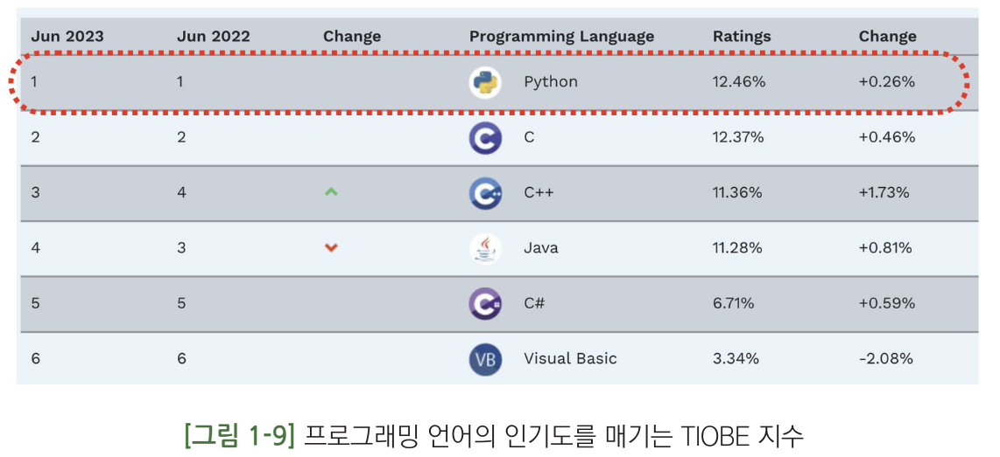 Jun 2023 Jun 2022 Change Programming Language Ratings Change
1 1 Python 12.46% +0.26%
2 2 C C 12.37% +0.46%
3 4 C++ C++ 11.36% +1.73%
4 3 Java Java 11.28% +0.81%
5 5 C# C# 6.71% +0.59%
6 6 VB Visual Basic 3.34% -2.08%
[그림 1-9] 프로그래밍 언어의 인기도를 매기는 TIOBE 지수